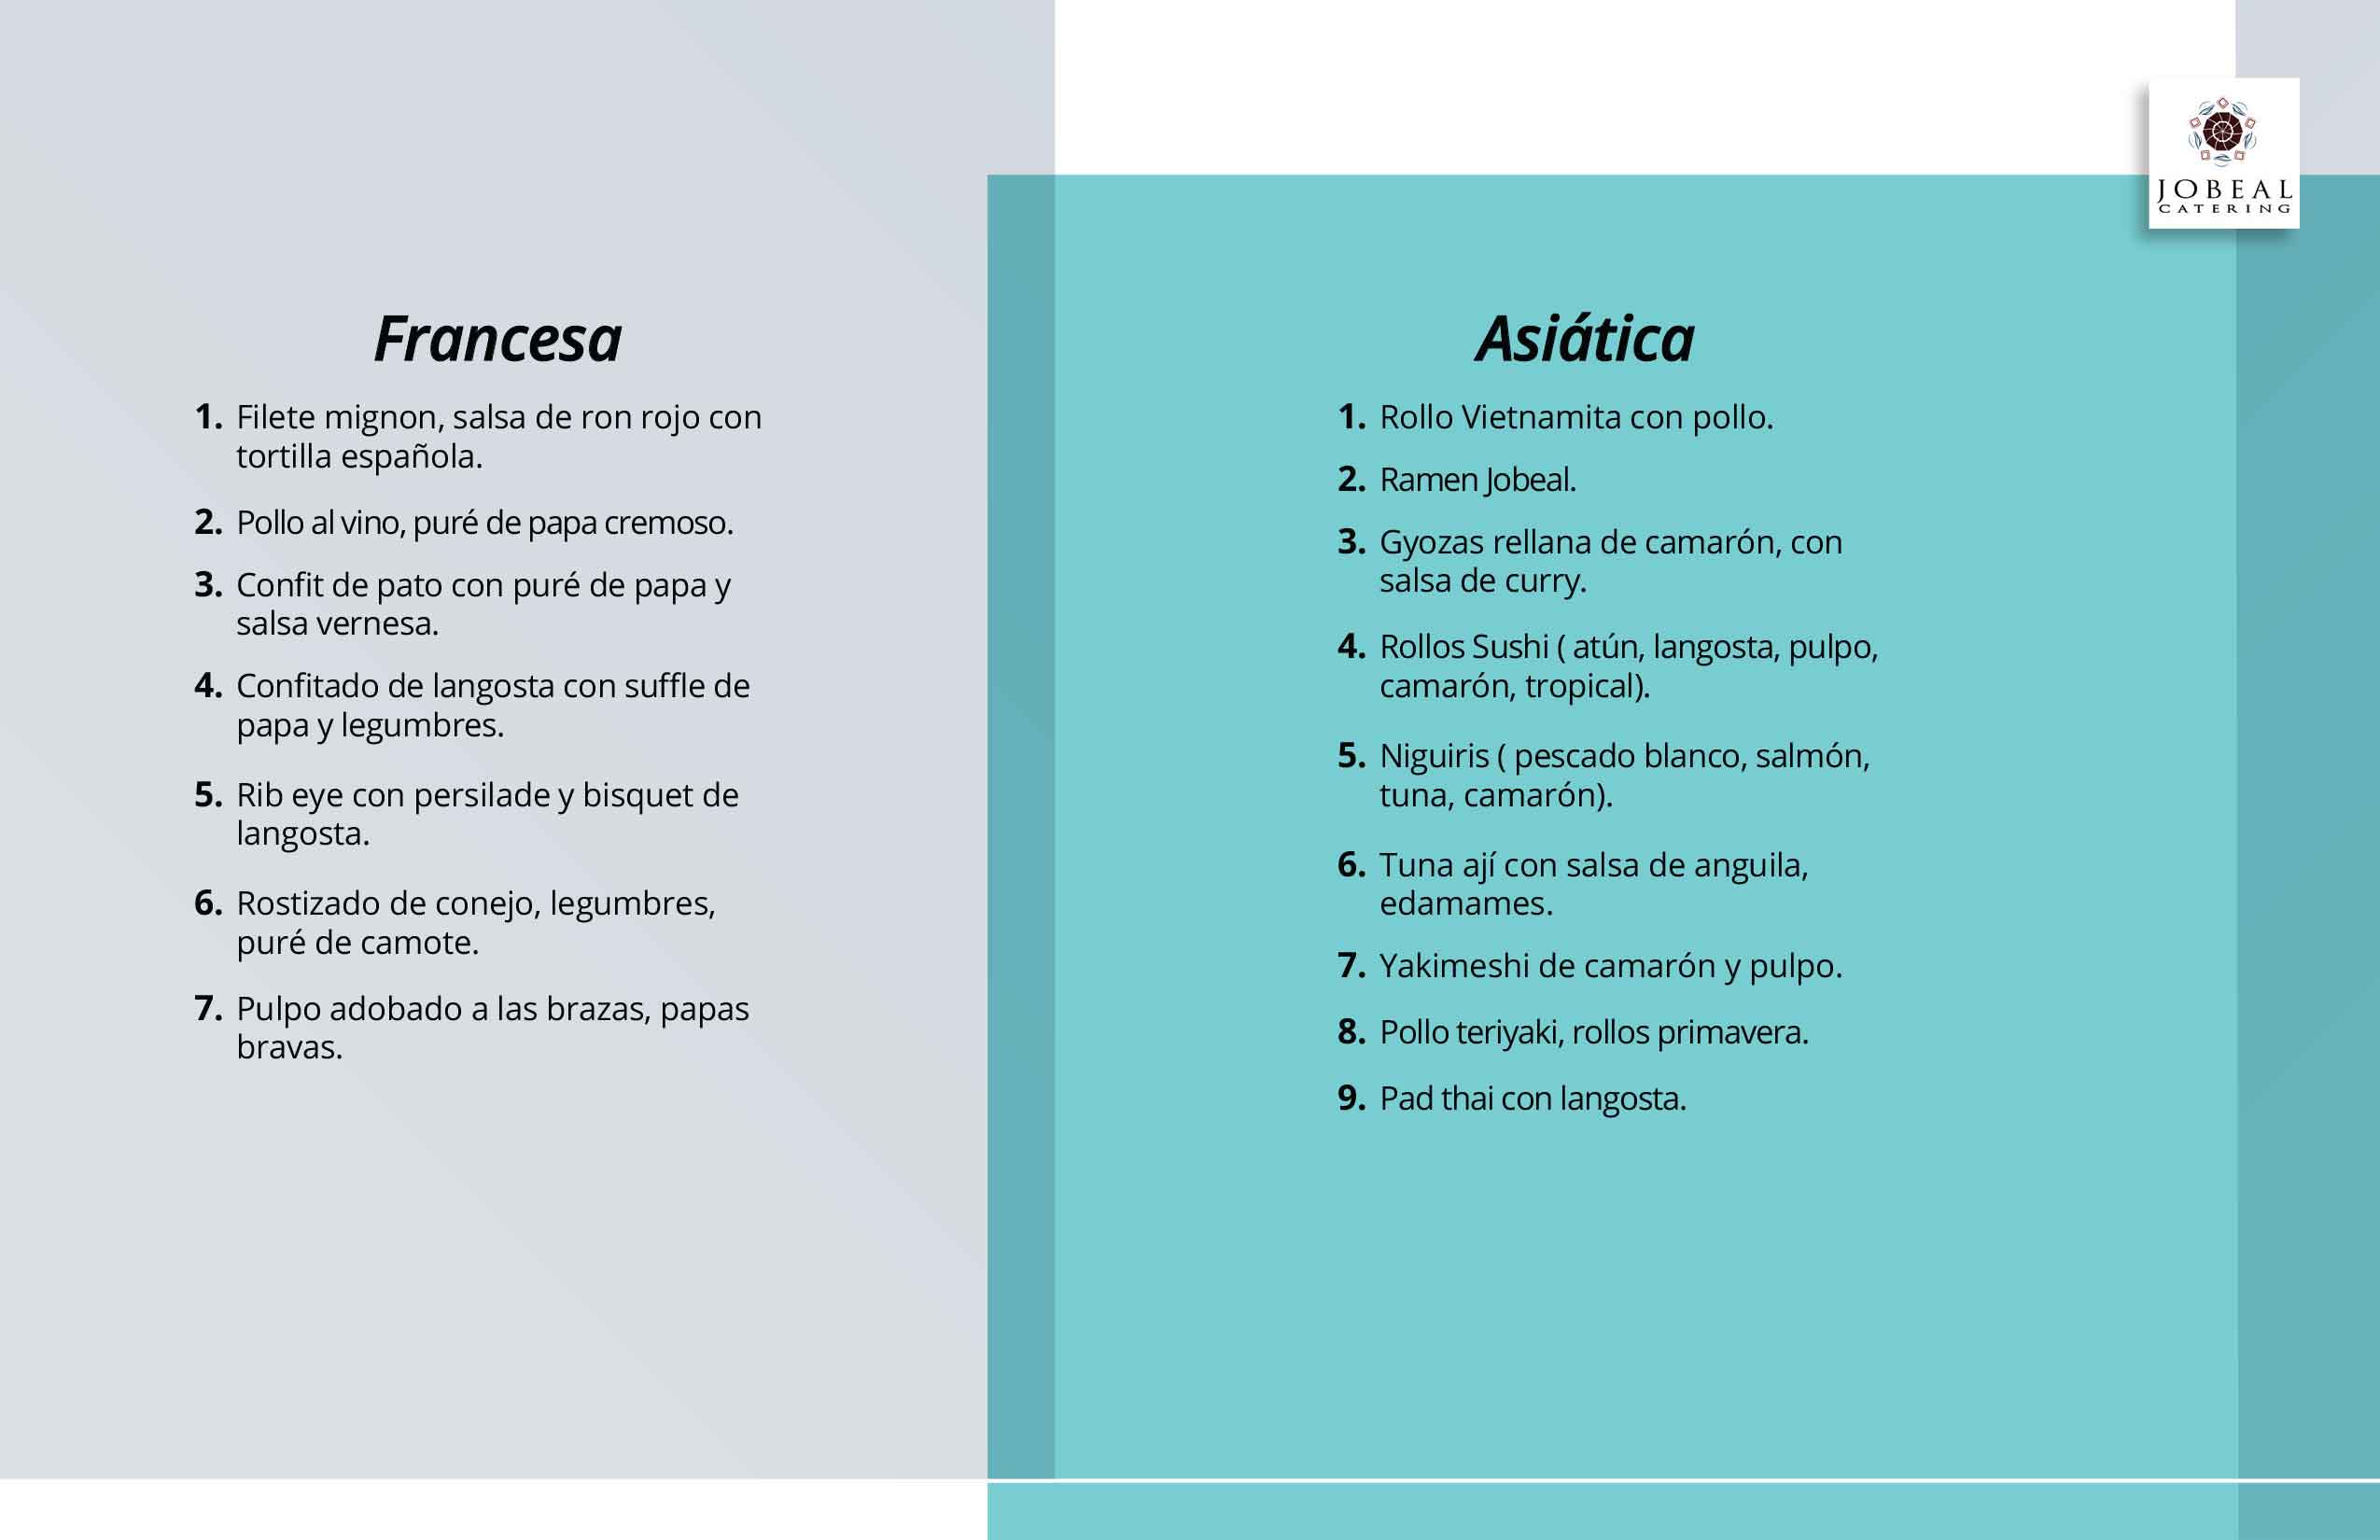 JOBEAL
CATERING
Francesa
1. Filete mignon, salsa de ron rojo con
tortilla española.
2. Pollo al vino, puré de papa cremoso.
3. Confit de pato con puré de papa y
salsa vernesa.
4. Confitado de langosta con suffle de
papa y legumbres.
5. Rib eye con persilade y bisquet de
langosta.
6. Rostizado de conejo, legumbres,
puré de camote.
7. Pulpo adobado a las brazas, papas
bravas.
Asiática
1. Rollo Vietnamita con pollo.
2. Ramen Jobeal.
3. Gyozas rellana de camarón, con
salsa de curry.
4. Rollos Sushi ( atún, langosta, pulpo,
camarón, tropical).
5. Niguiris ( pescado blanco, salmón,
tuna, camarón).
6. Tuna ají con salsa de anguila,
edamames.
7. Yakimeshi de camarón y pulpo.
8. Pollo teriyaki, rollos primavera.
9. Pad thai con langosta.